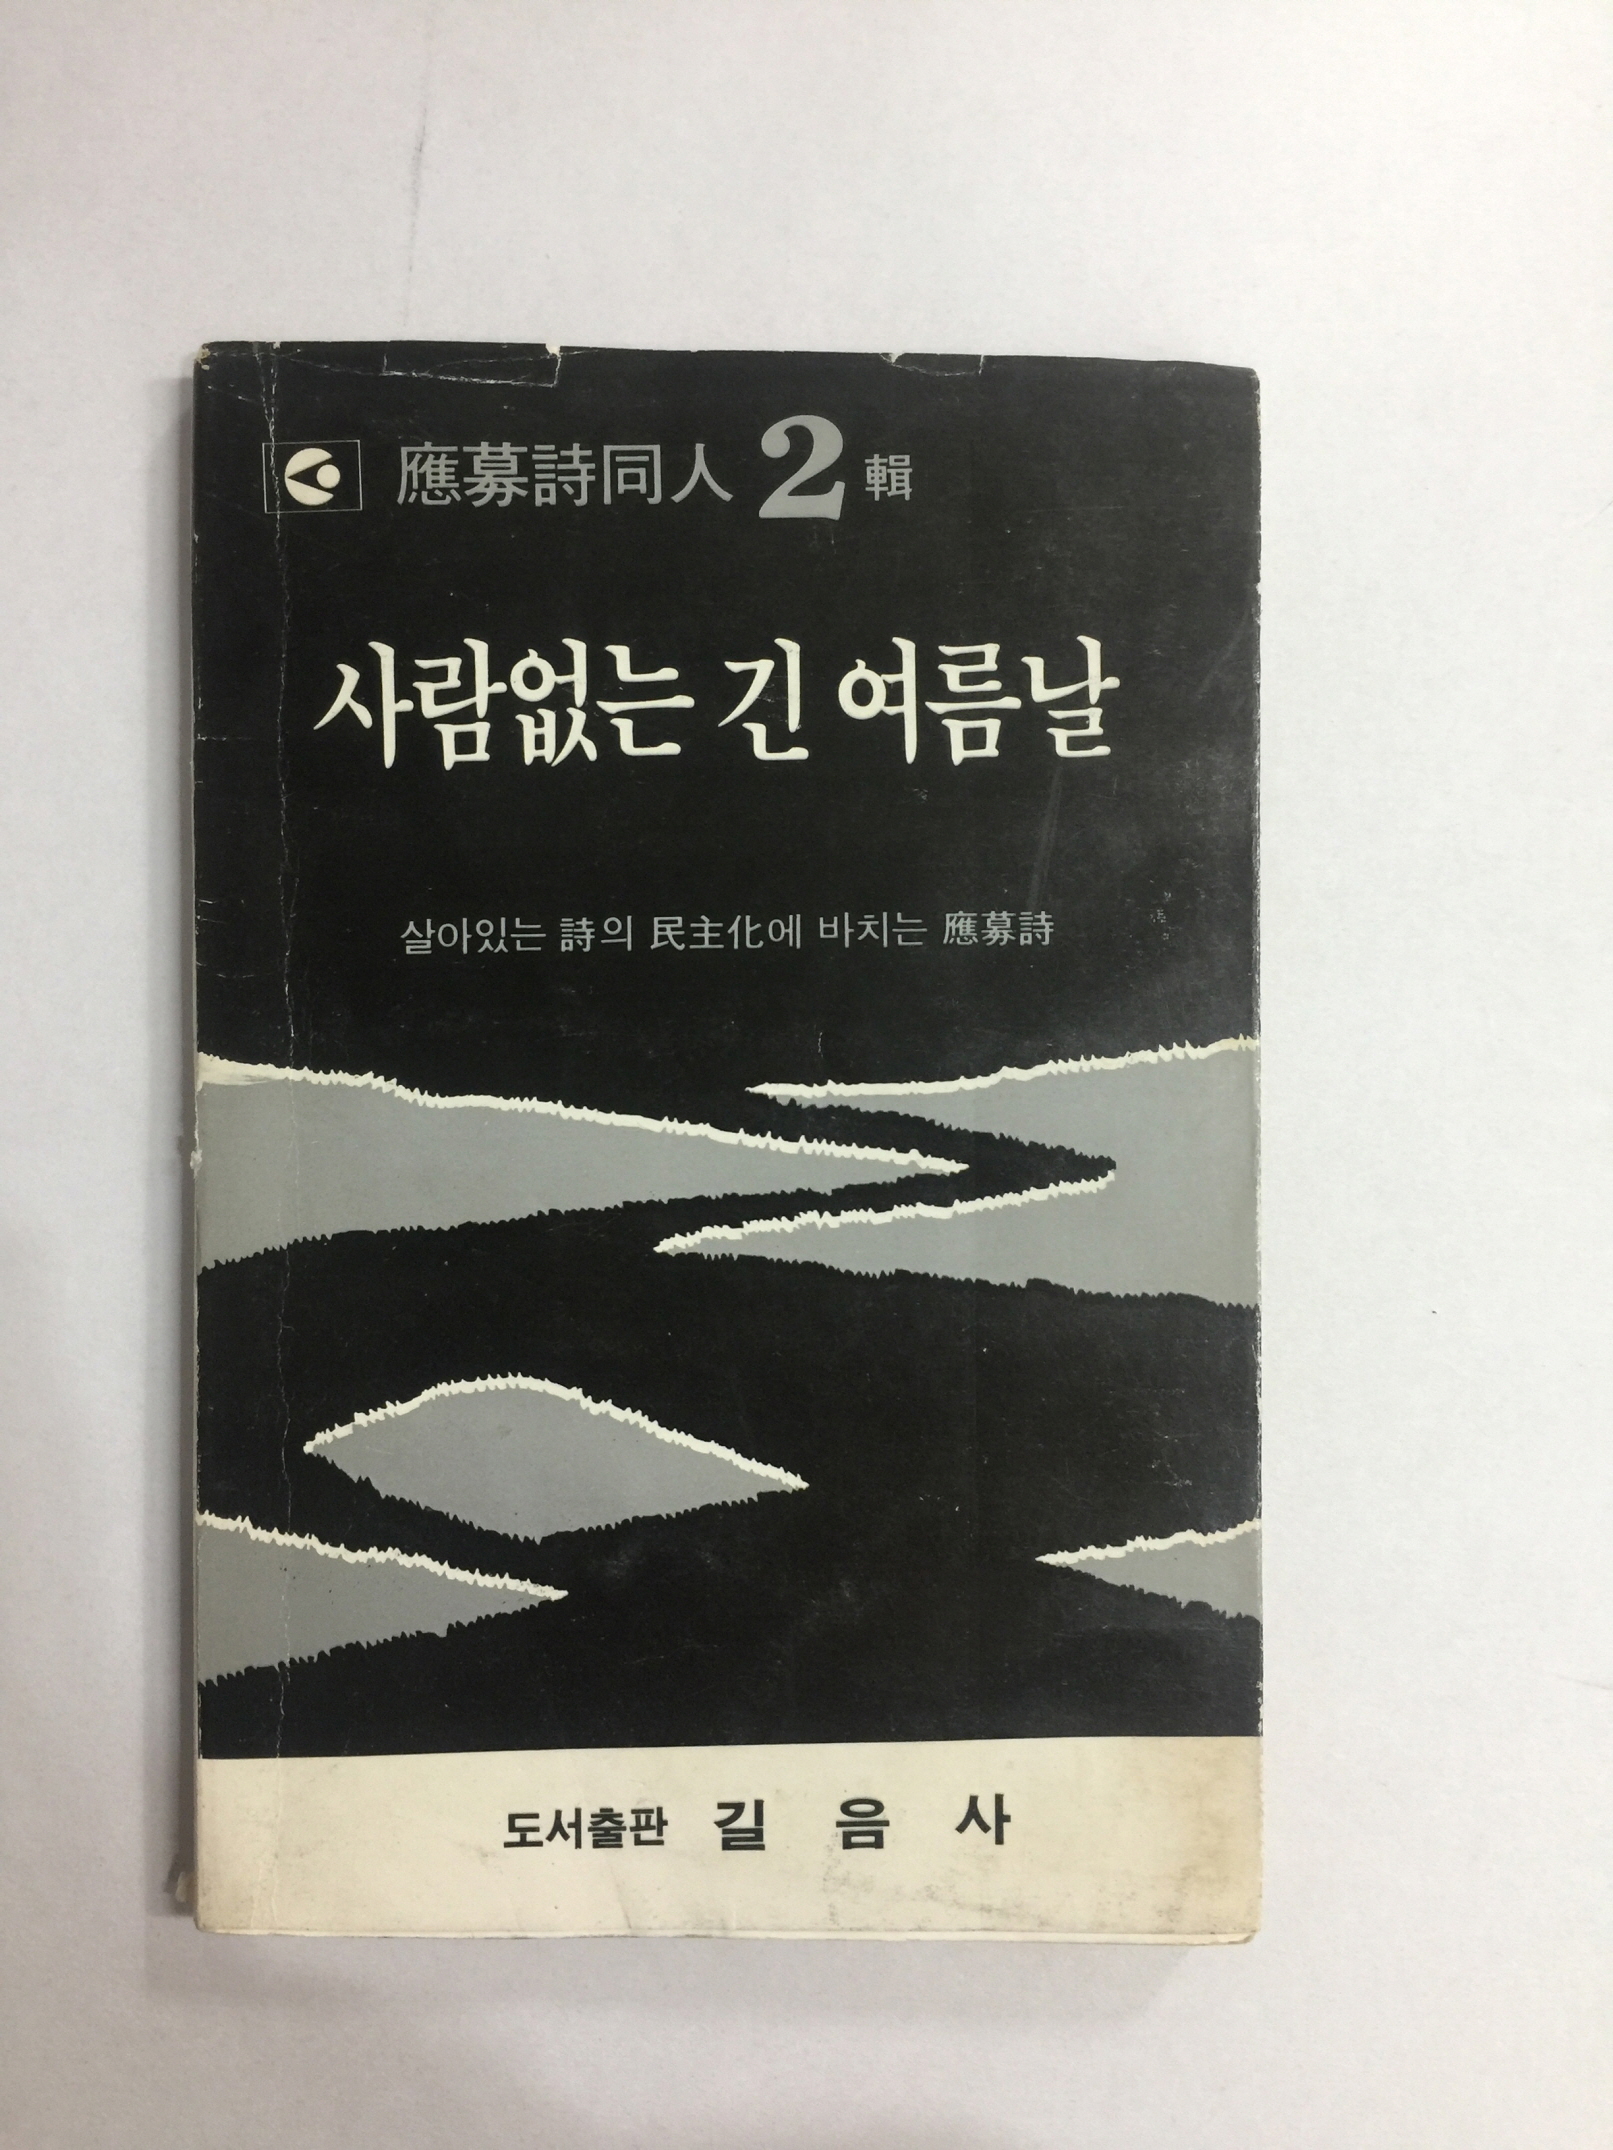 應募詩同人 2 輯
사람없는 긴 여름날
살아있는 詩의 民主化에 바치는 應募詩
도서출판 길 음 사